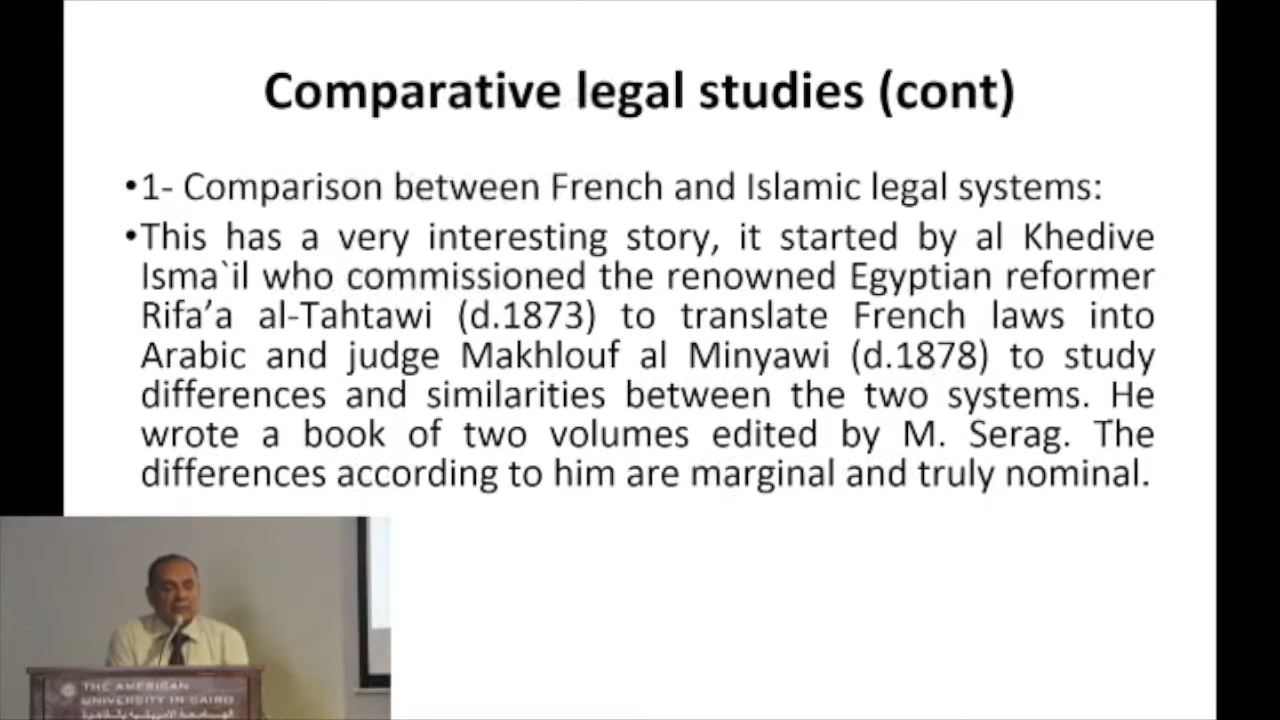 Comparative legal studies (cont)
•1- Comparison between French and Islamic legal systems:
•This has a very interesting story, it started by al Khedive
Isma`il who commissioned the renowned Egyptian reformer
Rifa’a al-Tahtawi (d.1873) to translate French laws into
Arabic and judge Makhlouf al Minyawi (d.1878) to study
differences and similarities between the two systems. He
wrote a book of two volumes edited by M. Serag. The
differences according to him are marginal and truly nominal.
THE AMERICAN
UNIVERSITY IN CAIRO
الجامعة الأمريكية بالقاهرة